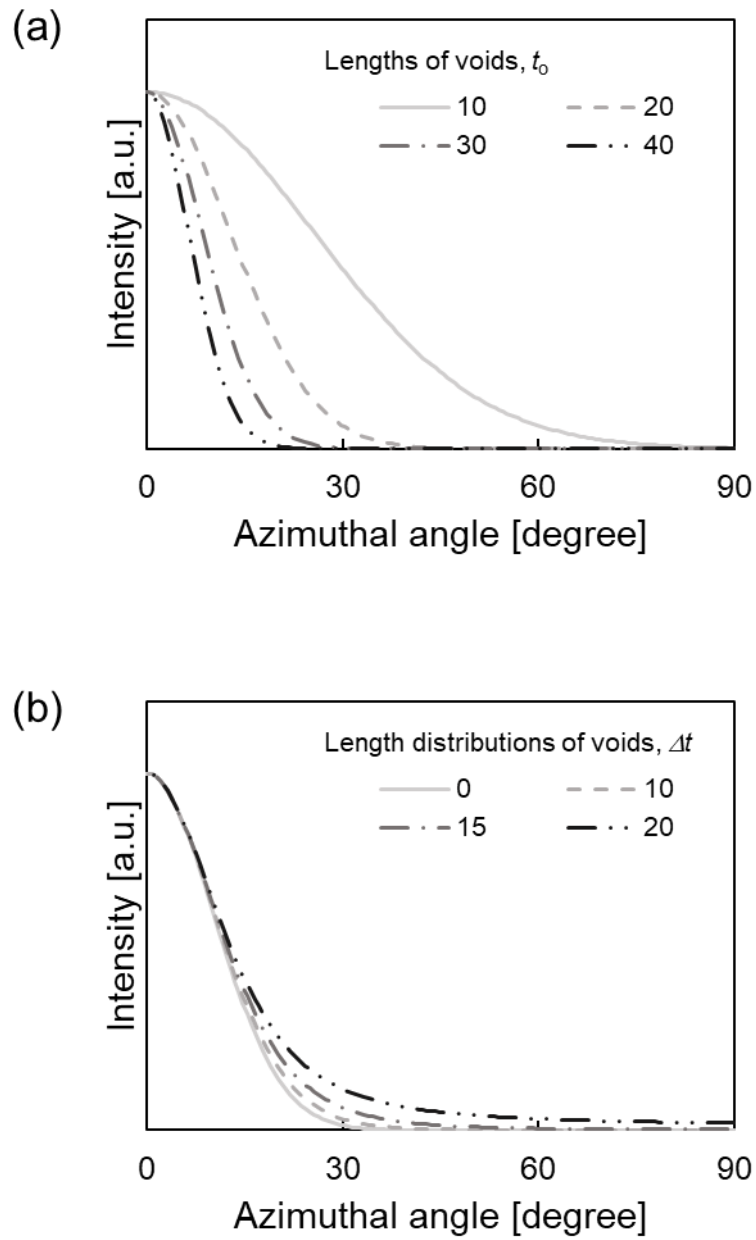 (a)
Lengths of voids, tₒ
10 20
30 40
Intensity [a.u.]
0 30 60 90
Azimuthal angle [degree]
(b)
Length distributions of voids, Δt
0 10
15 20
Intensity [a.u.]
0 30 60 90
Azimuthal angle [degree]